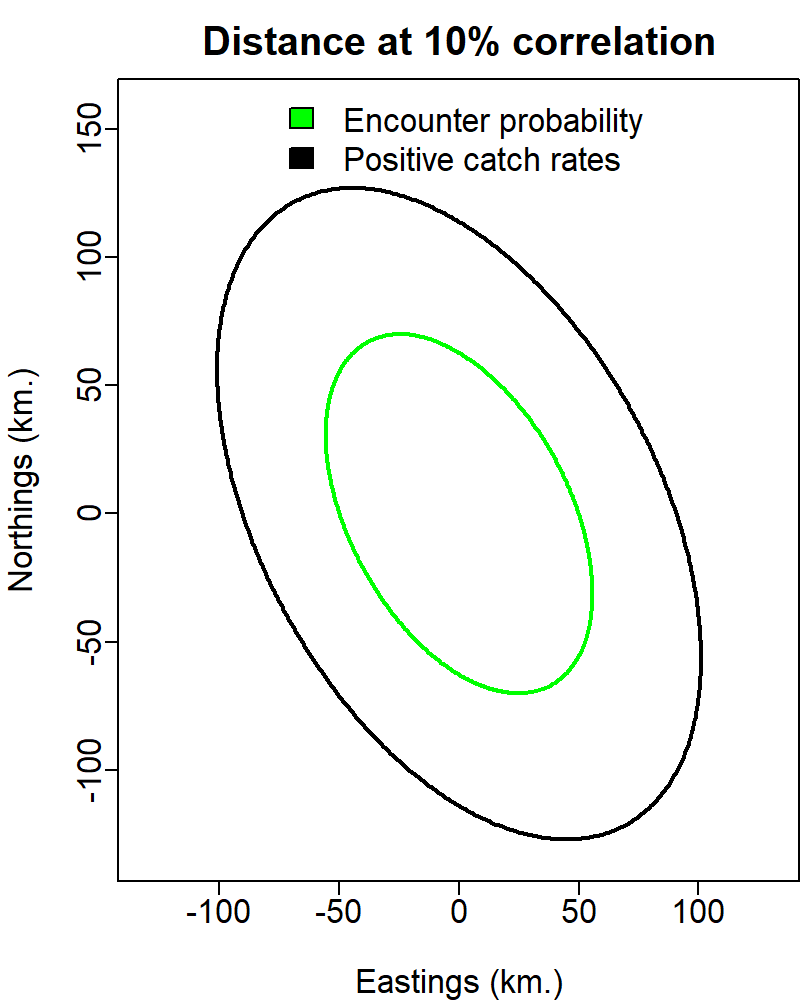 Distance at 10% correlation
Encounter probability
Positive catch rates
150
100
50
0
-50
-100
Northings (km.)
-100 -50 0 50 100
Eastings (km.)